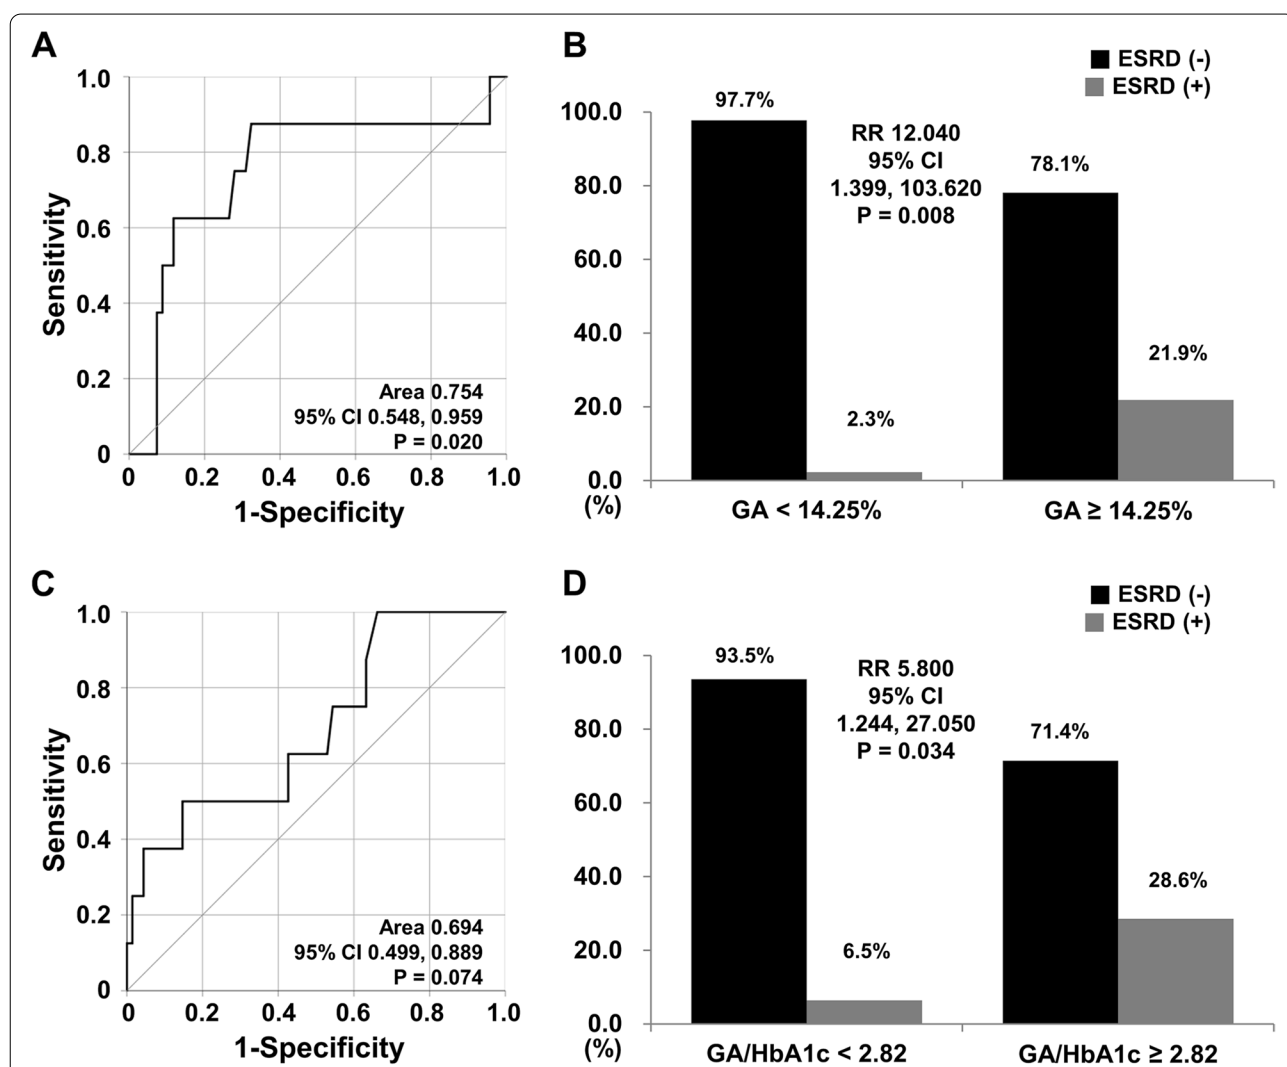 A
1.0
0.8
0.6
0.4
0.2
0
Sensitivity
Area 0.754
95% CI 0.548, 0.959
P = 0.020
0 0.2 0.4 0.6 0.8 1.0
1-Specificity
B
ESRD (-)
ESRD (+)
100.0
80.0
60.0
40.0
20.0
0.0
(%)
97.7%
2.3%
RR 12.040
95% CI
1.399, 103.620
P = 0.008
78.1%
21.9%
GA < 14.25% GA ≥ 14.25%
C
1.0
0.8
0.6
0.4
0.2
0
Sensitivity
Area 0.694
95% CI 0.499, 0.889
P = 0.074
0 0.2 0.4 0.6 0.8 1.0
1-Specificity
D
ESRD (-)
ESRD (+)
100.0
80.0
60.0
40.0
20.0
0.0
(%)
93.5%
6.5%
RR 5.800
95% CI
1.244, 27.050
P = 0.034
71.4%
28.6%
GA/HbA1c < 2.82 GA/HbA1c ≥ 2.82